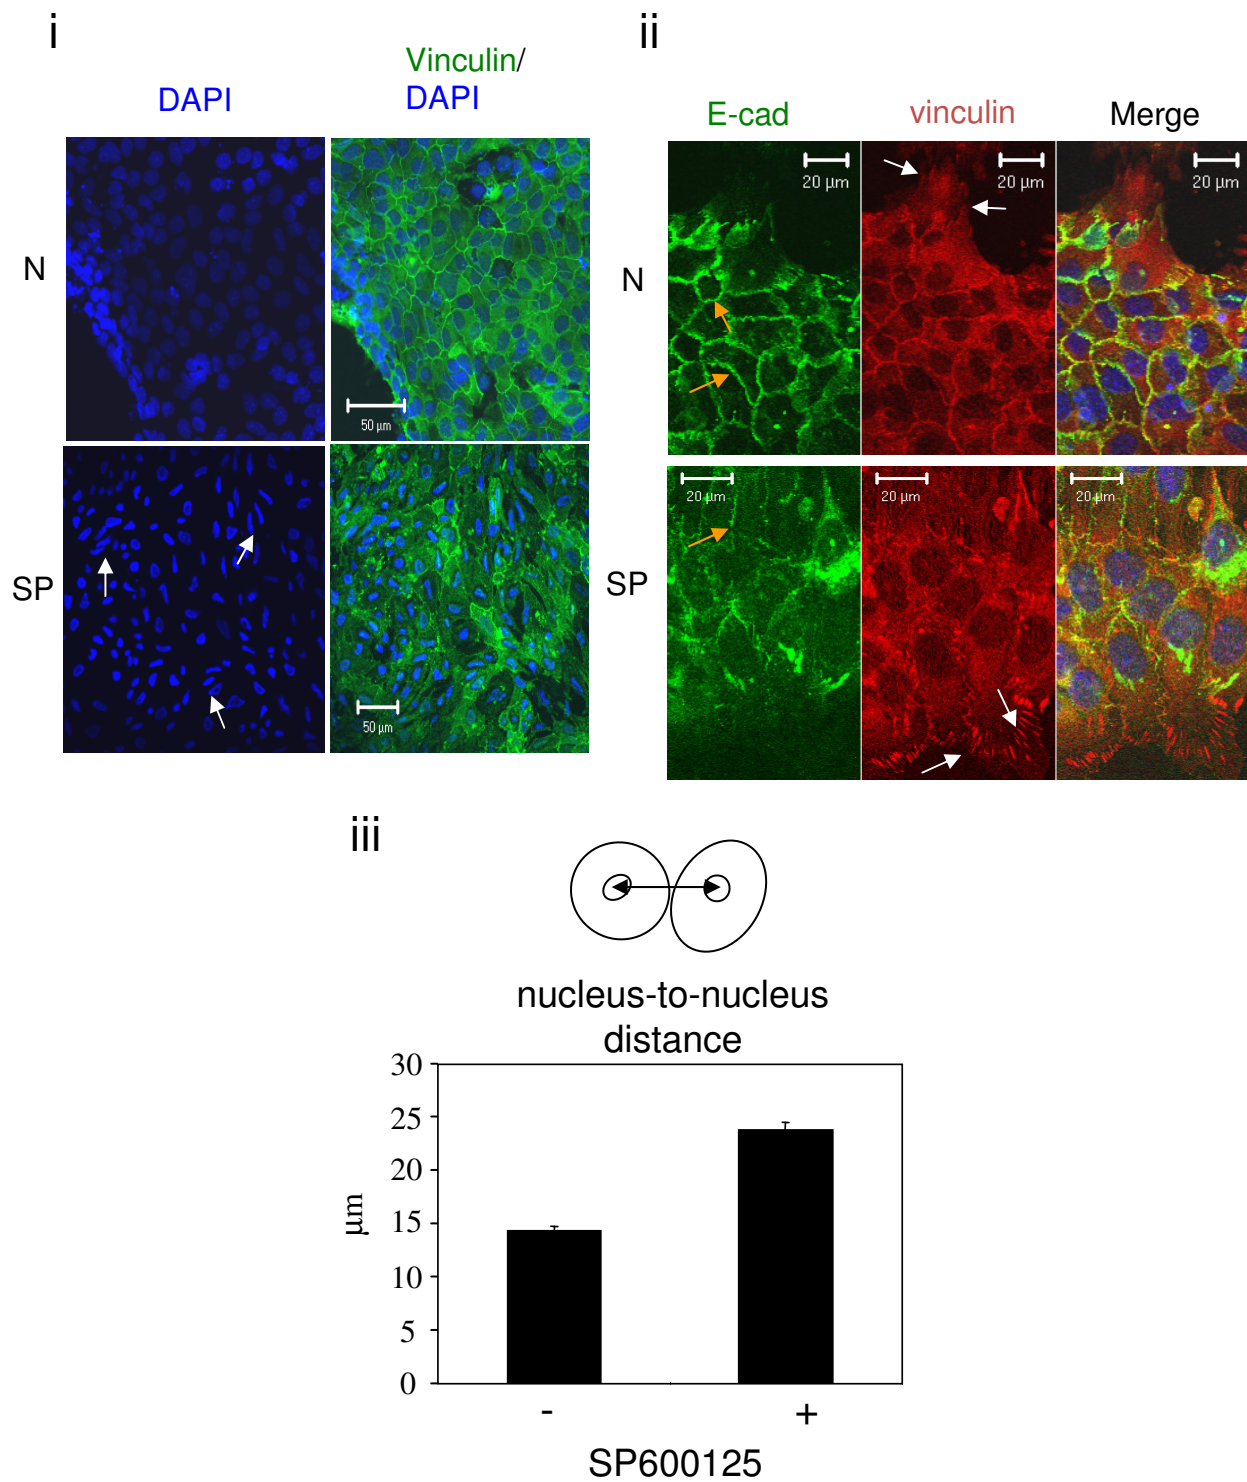 i
DAPI
Vinculin/
DAPI
N
50 µm
SP
50 µm
ii
E-cad
vinculin
Merge
N
20 µm
20 µm
20 µm
SP
20 µm
20 µm
20 µm
iii
nucleus-to-nucleus
distance
30
25
20
15
10
5
0
µm
-
+
SP600125